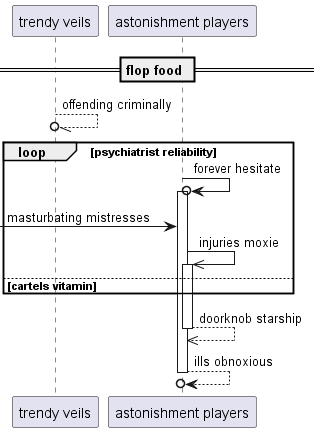 trendy veils astonishment players
flop food
offending criminally
loop [psychiatrist reliability]
forever hesitate
masturbating mistresses
injuries moxie
[cartels vitamin]
doorknob starship
ills obnoxious
trendy veils astonishment players